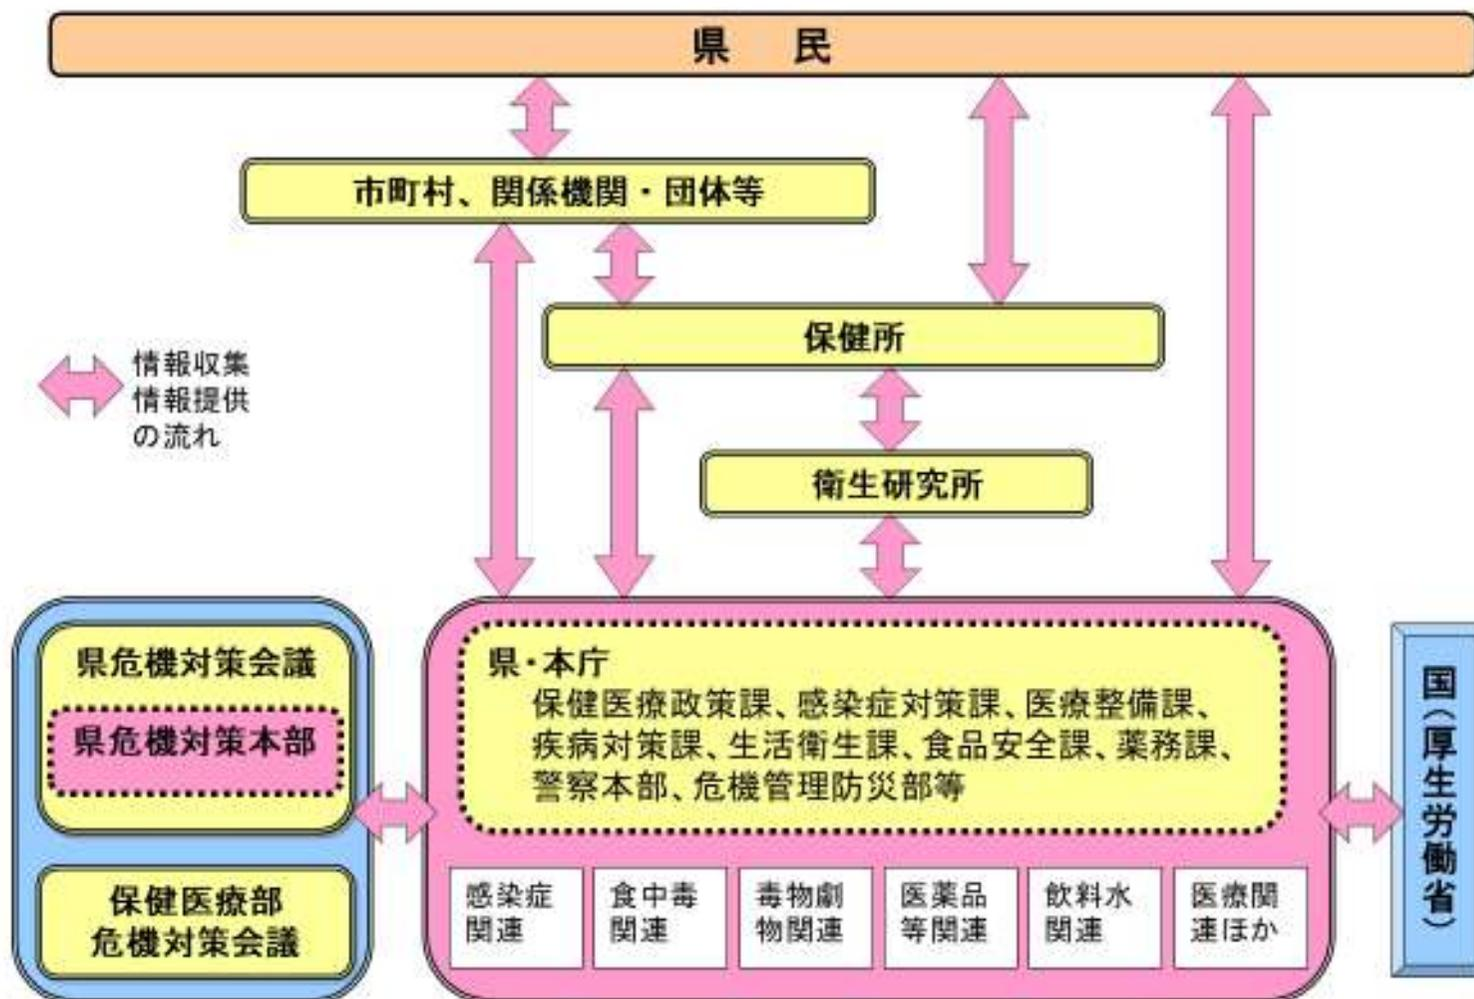 県 民
市町村、関係機関・団体等
保健所
情報収集
情報提供
の流れ
衛生研究所
県危機対策会議
県危機対策本部
保健医療部
危機対策会議
県・本庁
保健医療政策課、感染症対策課、医療整備課、
疾病対策課、生活衛生課、食品安全課、薬務課、
警察本部、危機管理防災部等
感染症
関連
食中毒
関連
毒物劇
物関連
医薬品
等関連
飲料水
関連
医療関
連ほか
国(厚生労働省)